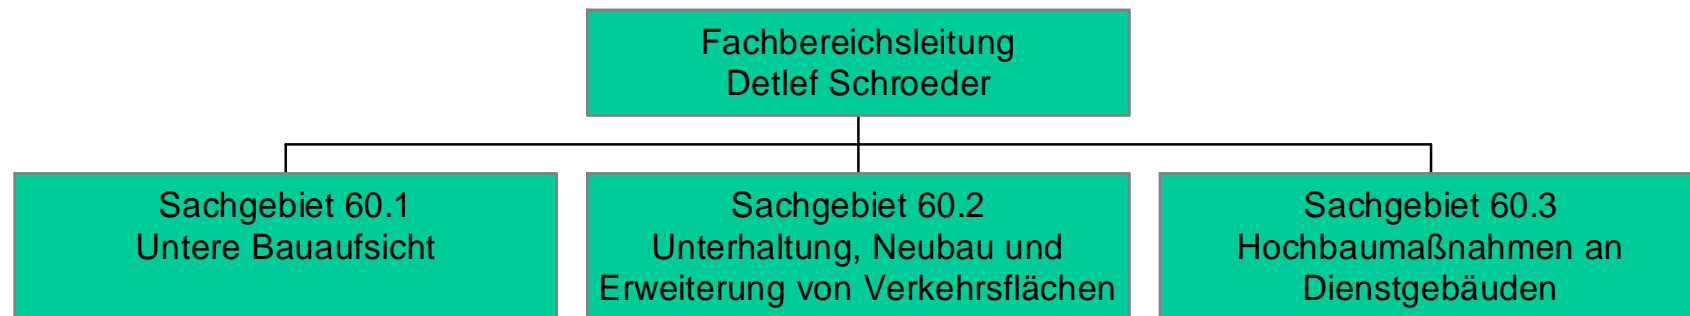 Fachbereichsleitung
Detlef Schroeder
Sachgebiet 60.1
Untere Bauaufsicht
Sachgebiet 60.2
Unterhaltung, Neubau und
Erweiterung von Verkehrsflächen
Sachgebiet 60.3
Hochbaumaßnahmen an
Dienstgebäuden